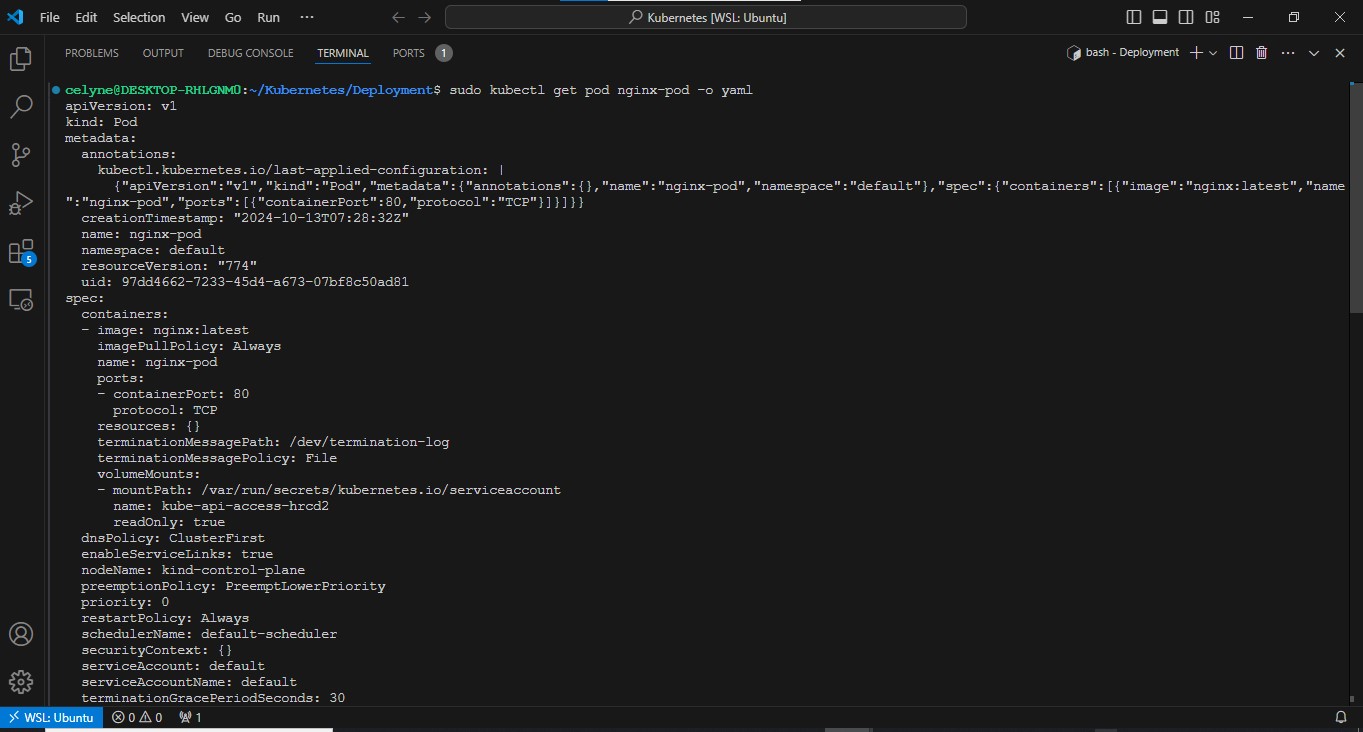 File Edit Selection View Go Run ···
Kubernetes [WSL: Ubuntu]
PROBLEMS OUTPUT DEBUG CONSOLE TERMINAL PORTS 1
bash - Deployment
celyne@DESKTOP-RHLGNM0:~/Kubernetes/Deployment$ sudo kubectl get pod nginx-pod -o yaml
apiVersion: v1
kind: Pod
metadata:
  annotations:
    kubectl.kubernetes.io/last-applied-configuration: |
      {"apiVersion":"v1","kind":"Pod","metadata":{"annotations":{},"name":"nginx-pod","namespace":"default"},"spec":{"containers":[{"image":"nginx:latest","name
":"nginx-pod","ports":[{"containerPort":80,"protocol":"TCP"}]}]}}
  creationTimestamp: "2024-10-13T07:28:32Z"
  name: nginx-pod
  namespace: default
  resourceVersion: "774"
  uid: 97dd4662-7233-45d4-a673-07bf8c50ad81
spec:
  containers:
  - image: nginx:latest
    imagePullPolicy: Always
    name: nginx-pod
    ports:
    - containerPort: 80
      protocol: TCP
    resources: {}
    terminationMessagePath: /dev/termination-log
    terminationMessagePolicy: File
    volumeMounts:
    - mountPath: /var/run/secrets/kubernetes.io/serviceaccount
      name: kube-api-access-hrcd2
      readOnly: true
  dnsPolicy: ClusterFirst
  enableServiceLinks: true
  nodeName: kind-control-plane
  preemptionPolicy: PreemptLowerPriority
  priority: 0
  restartPolicy: Always
  schedulerName: default-scheduler
  securityContext: {}
  serviceAccount: default
  serviceAccountName: default
  terminationGracePeriodSeconds: 30
5
WSL: Ubuntu 0 0 1